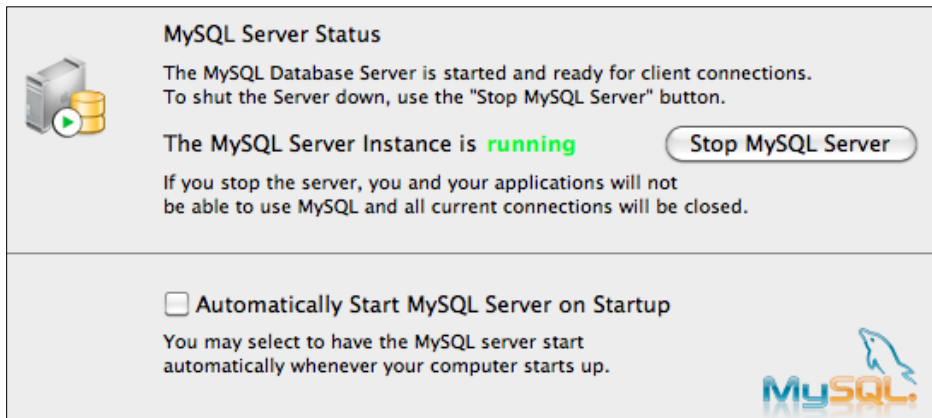 MySQL Server Status
The MySQL Database Server is started and ready for client connections.
To shut the Server down, use the "Stop MySQL Server" button.
The MySQL Server Instance is running
Stop MySQL Server
If you stop the server, you and your applications will not
be able to use MySQL and all current connections will be closed.
Automatically Start MySQL Server on Startup
You may select to have the MySQL server start
automatically whenever your computer starts up.
MySQL.